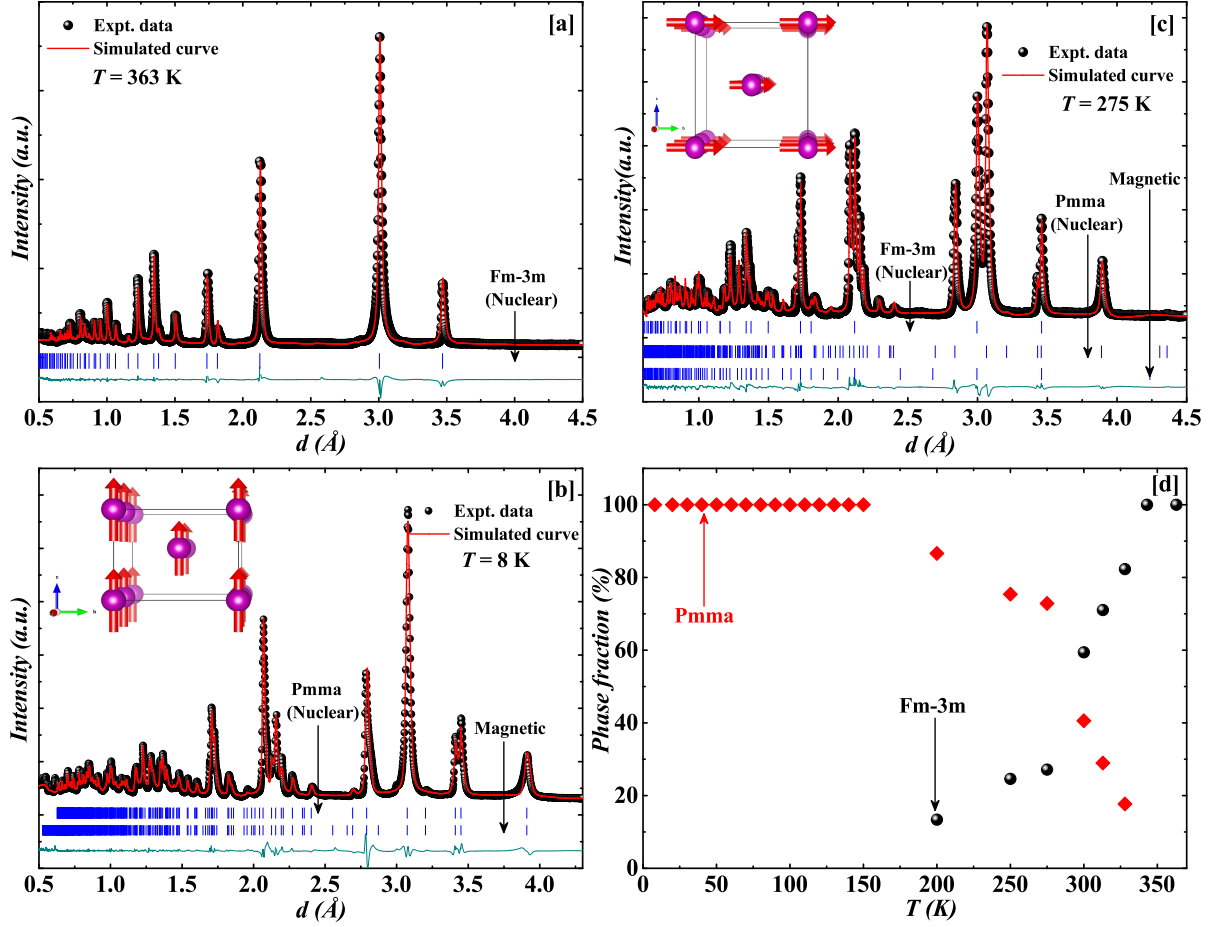 [a]
Expt. data
Simulated curve
T = 363 K
Fm-3m
(Nuclear)
Intensity (a.u.)
0.5 1.0 1.5 2.0 2.5 3.0 3.5 4.0 4.5
d (Å)
[c]
Expt. data
Simulated curve
T = 275 K
Magnetic
Pmma
(Nuclear)
Fm-3m
(Nuclear)
Intensity(a.u.)
1.0 1.5 2.0 2.5 3.0 3.5 4.0 4.5
d (Å)
[b]
Expt. data
Simulated curve
T = 8 K
Pmma
(Nuclear)
Magnetic
Intensity (a.u.)
0.5 1.0 1.5 2.0 2.5 3.0 3.5 4.0
d (Å)
[d]
100
80
60
40
20
0
Phase fraction (%)
Pmma
Fm-3m
0 50 100 150 200 250 300 350
T (K)